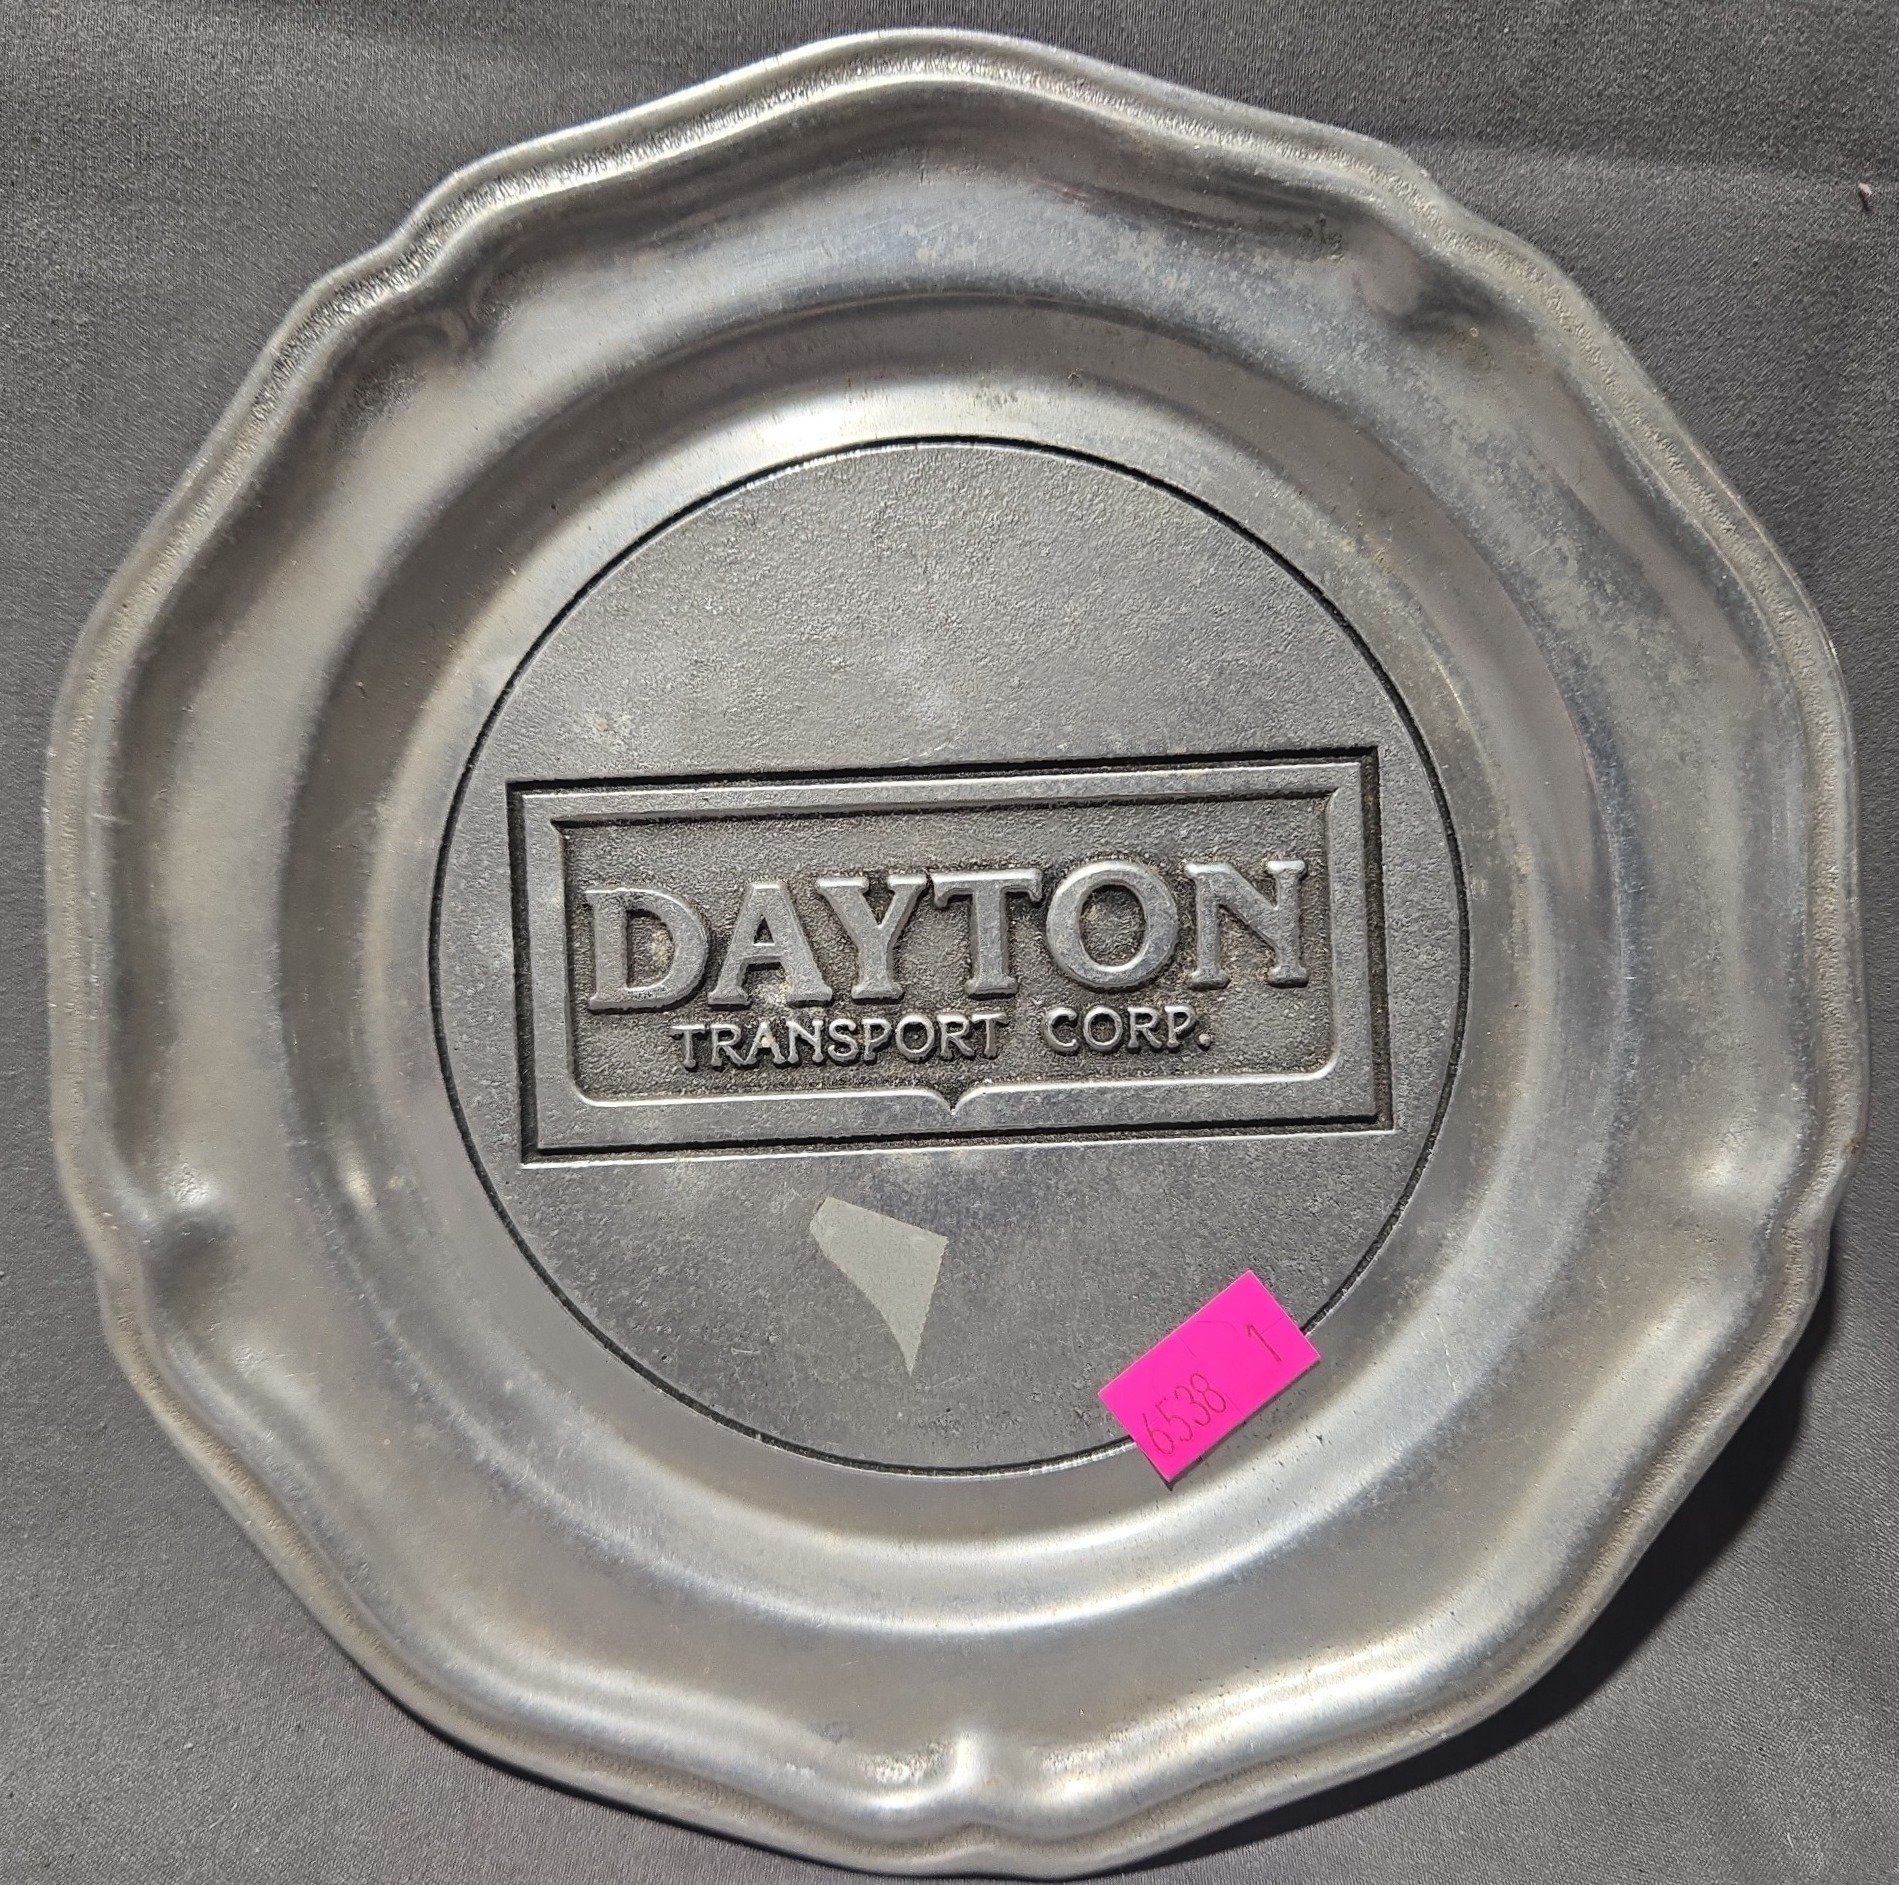 DAYTON
TRANSPORT CORP.
1
6538